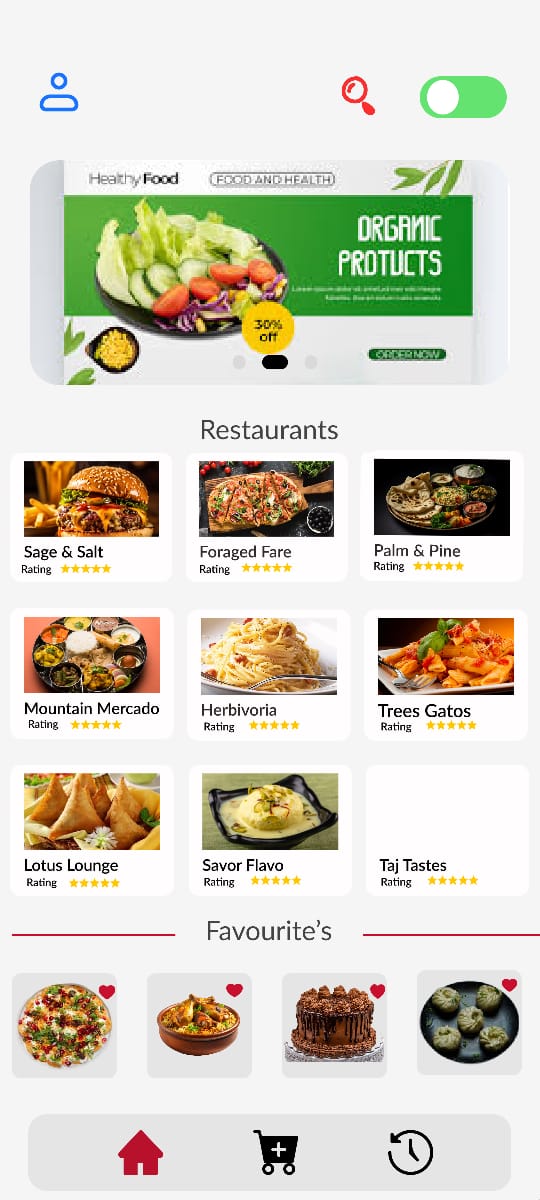 Healthy Food
FOOD AND HEALTH
ORGANIC
PROTUCTS
30%
off
ORDER NOW
Restaurants
Sage & Salt
Rating
Foraged Fare
Rating
Palm & Pine
Rating
Mountain Mercado
Rating
Herbivoria
Rating
Trees Gatos
Rating
Lotus Lounge
Rating
Savor Flavo
Rating
Taj Tastes
Rating
Favourite's